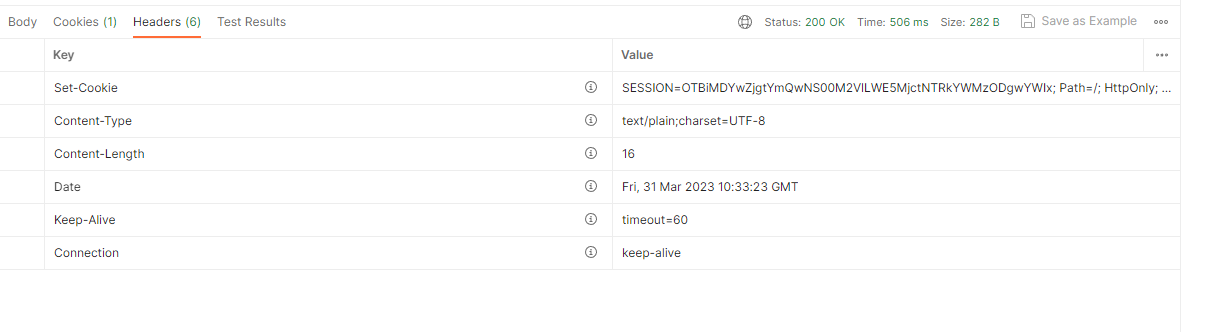 Body Cookies (1) Headers (6) Test Results Status: 200 OK Time: 506 ms Size: 282 B Save as Example
Key Value
Set-Cookie SESSION=OTBiMDYwZjgtYmQwNS00M2VlLWE5MjctNTRkYWMzODgwYWIx; Path=/; HttpOnly; ...
Content-Type text/plain;charset=UTF-8
Content-Length 16
Date Fri, 31 Mar 2023 10:33:23 GMT
Keep-Alive timeout=60
Connection keep-alive